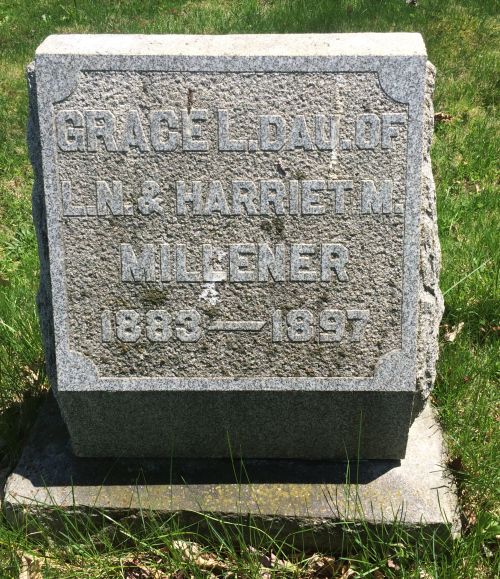 GRACE L. DAU. OF
L.N. & HARRIET M.
MILLENER
1883—1897